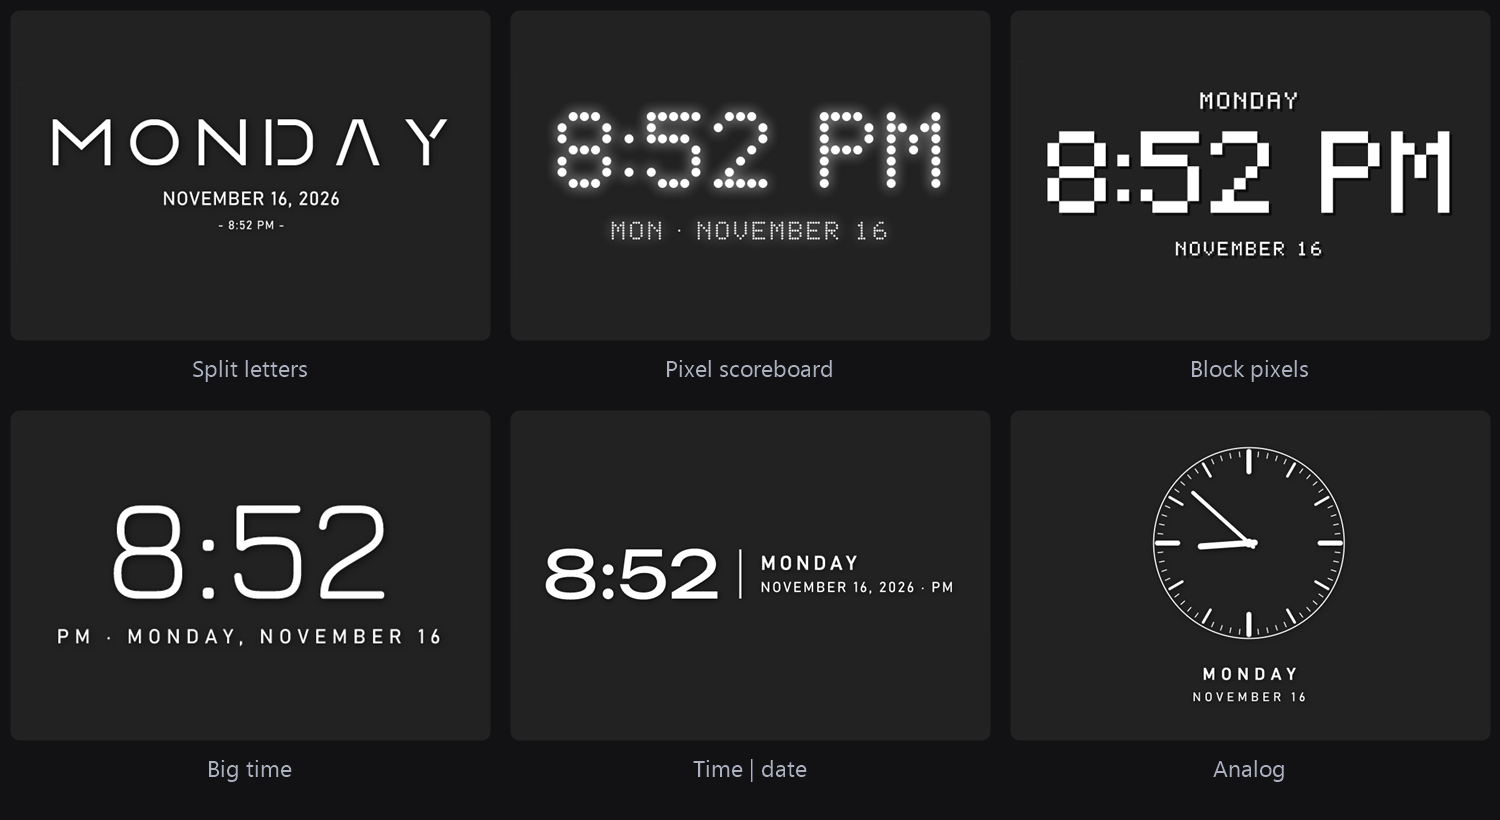 MONDAY
NOVEMBER 16, 2026
- 8:52 PM -
Split letters
8:52 PM
MON · NOVEMBER 16
Pixel scoreboard
MONDAY
8:52 PM
NOVEMBER 16
Block pixels
8:52
PM · MONDAY, NOVEMBER 16
Big time
8:52
MONDAY
NOVEMBER 16, 2026 · PM
Time | date
MONDAY
NOVEMBER 16
Analog